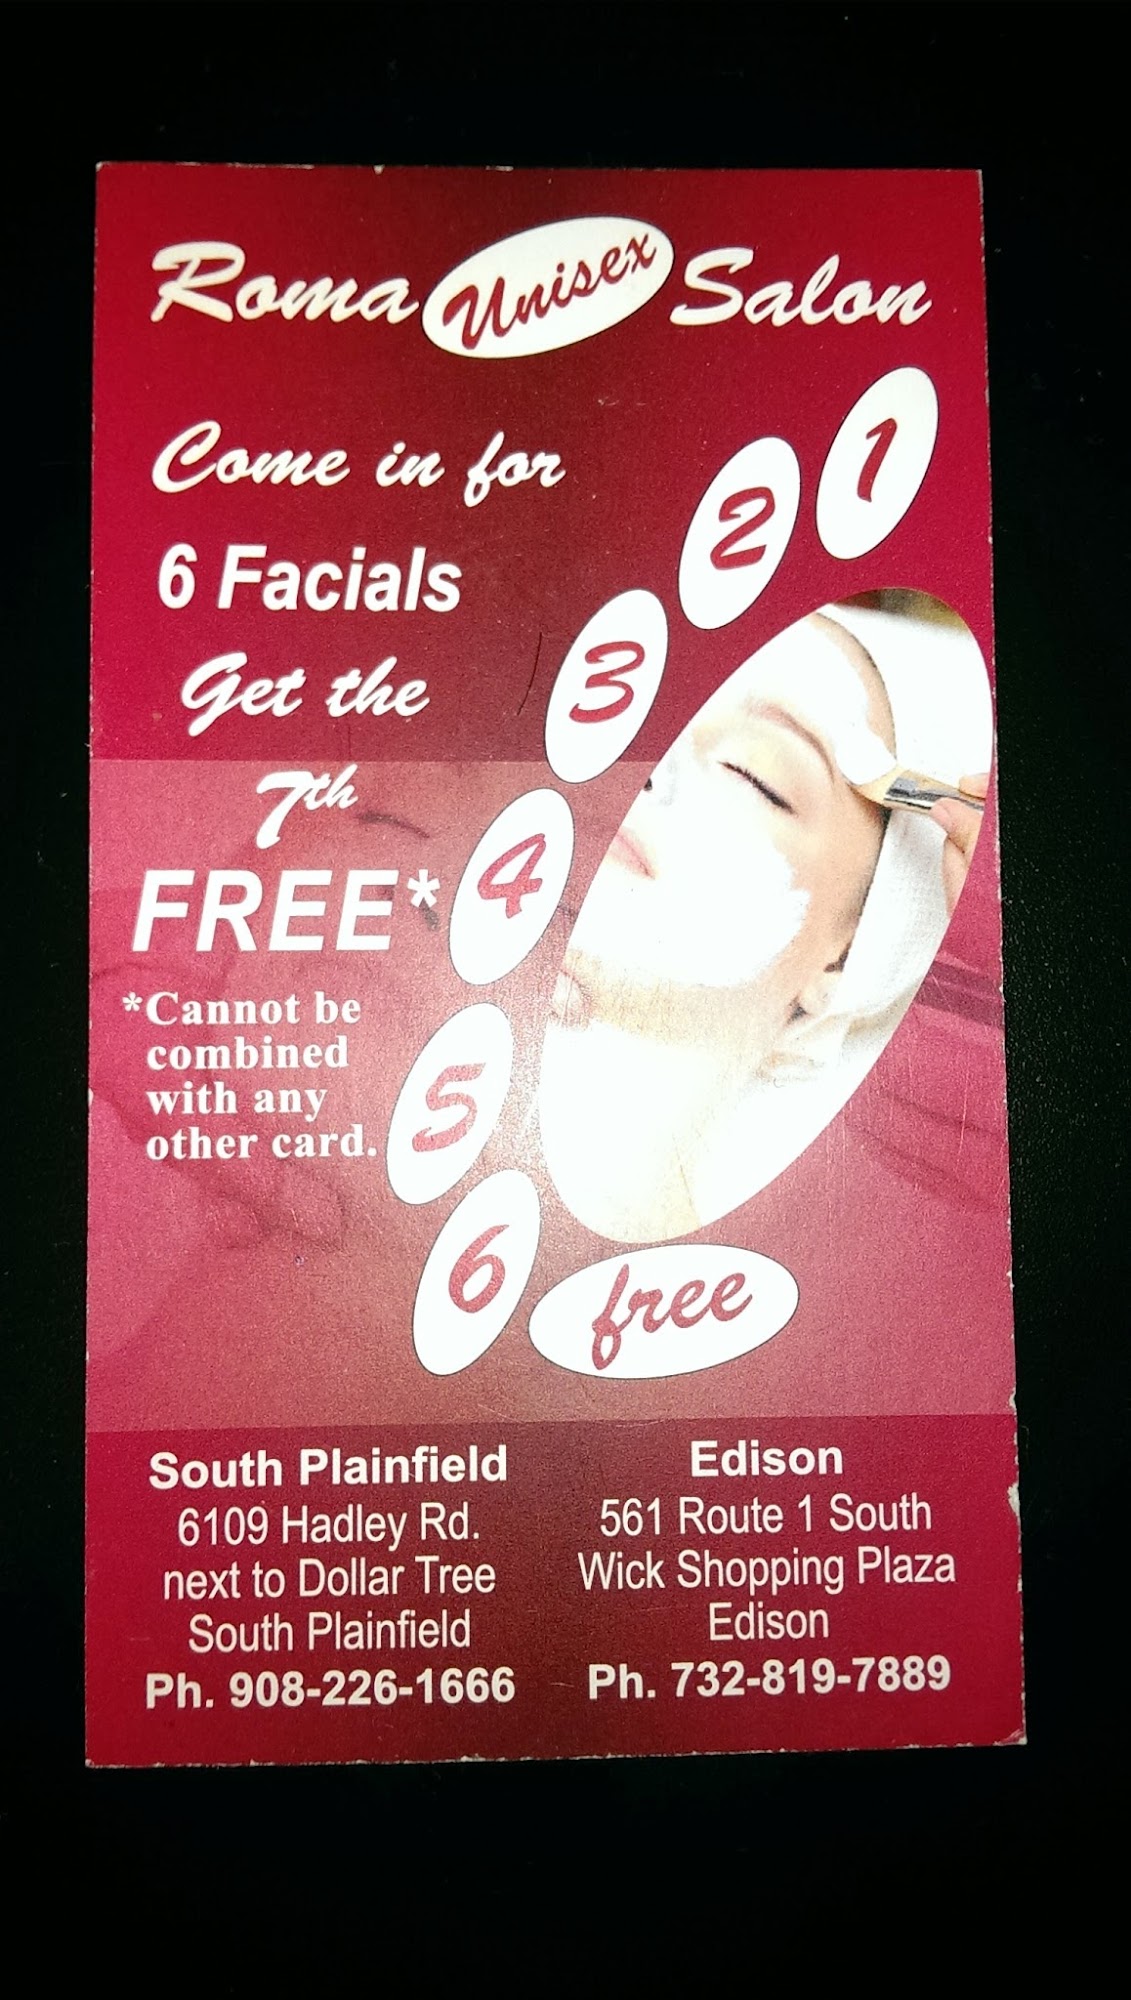 Roma Unisex Salon
Come in for
6 Facials
Get the
7th
FREE*
*Cannot be
combined
with any
other card.
1
2
3
4
5
6
free
South Plainfield
6109 Hadley Rd.
next to Dollar Tree
South Plainfield
Ph. 908-226-1666
Edison
561 Route 1 South
Wick Shopping Plaza
Edison
Ph. 732-819-7889